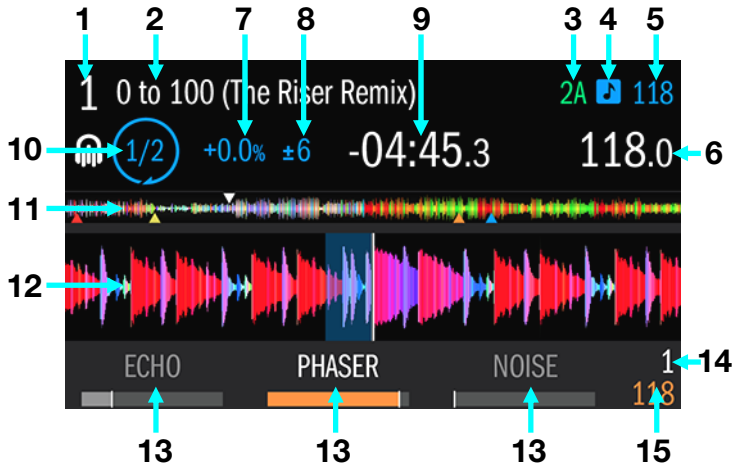 1 2 7 8 9 3 4 5
1 0 to 100 (The Riser Remix) 2A 118
10 1/2 +0.0% ±6 -04:45.3 118.0 6
11
12
ECHO PHASER NOISE 1 14
118
13 13 13 15